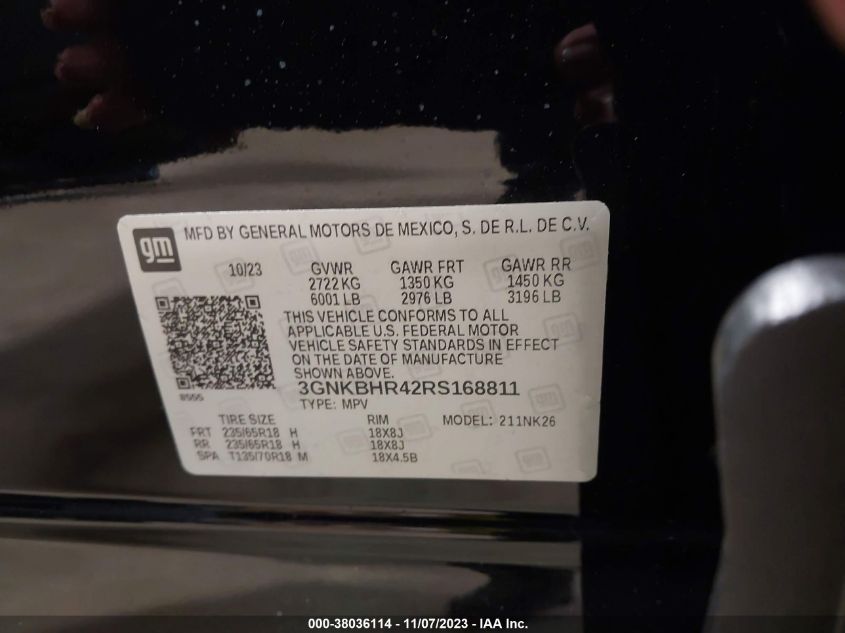 gm
MFD BY GENERAL MOTORS DE MEXICO, S. DE R.L. DE C.V.
10/23 GVWR GAWR FRT GAWR RR
2722 KG 1350 KG 1450 KG
6001 LB 2976 LB 3196 LB
THIS VEHICLE CONFORMS TO ALL
APPLICABLE U.S. FEDERAL MOTOR
VEHICLE SAFETY STANDARDS IN EFFECT
ON THE DATE OF MANUFACTURE
SHOWN ABOVE.
8555
3GNKBHR42RS168811
TYPE: MPV
TIRE SIZE RIM MODEL: 211NK26
FRT 235/65R18 H 18X8J
RR 235/65R18 H 18X8J
SPA T135/70R18 M 18X4.5B
000-38036114 - 11/07/2023 - IAA Inc.